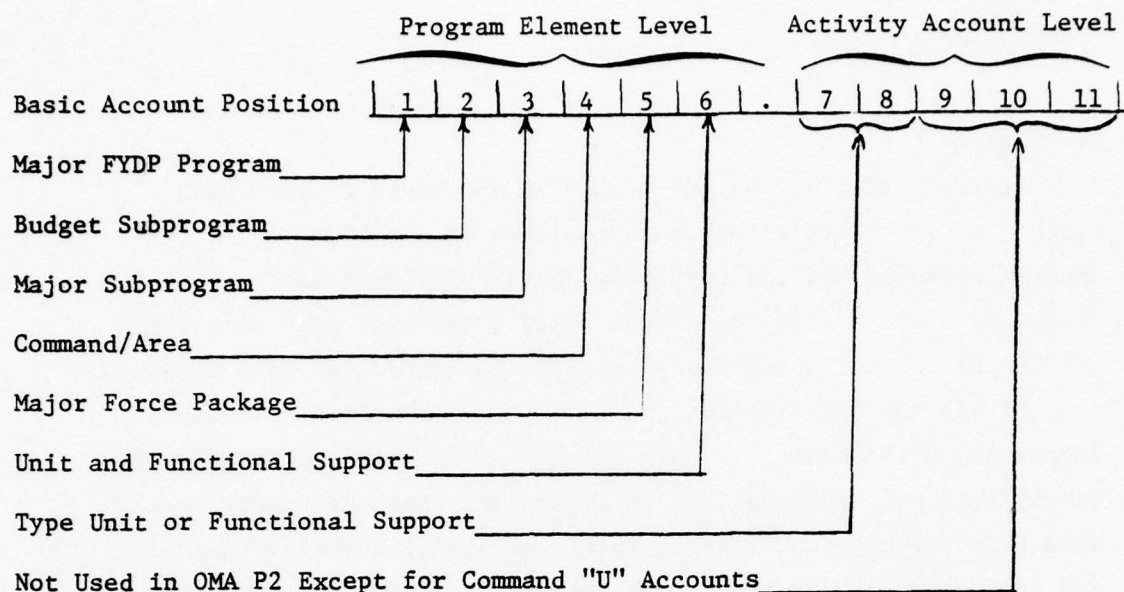 Program Element Level Activity Account Level
Basic Account Position 1 2 3 4 5 6 . 7 8 9 10 11
Major FYDP Program
Budget Subprogram
Major Subprogram
Command/Area
Major Force Package
Unit and Functional Support
Type Unit or Functional Support
Not Used in OMA P2 Except for Command "U" Accounts